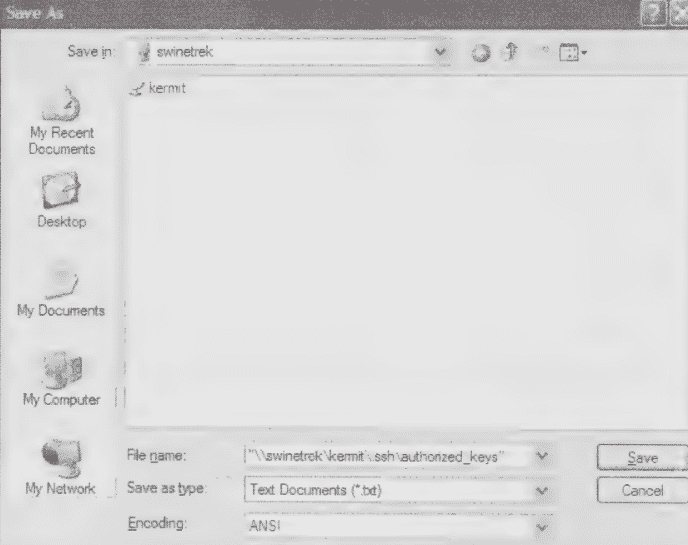 Save As
Save in:
swinetrek
kermit
My Recent
Documents
Desktop
My Documents
My Computer
My Network
File name:
"\\swinetrek\kermit\.ssh\authorized_keys"
Save
Save as type:
Text Documents (*.txt)
Cancel
Encoding:
ANSI